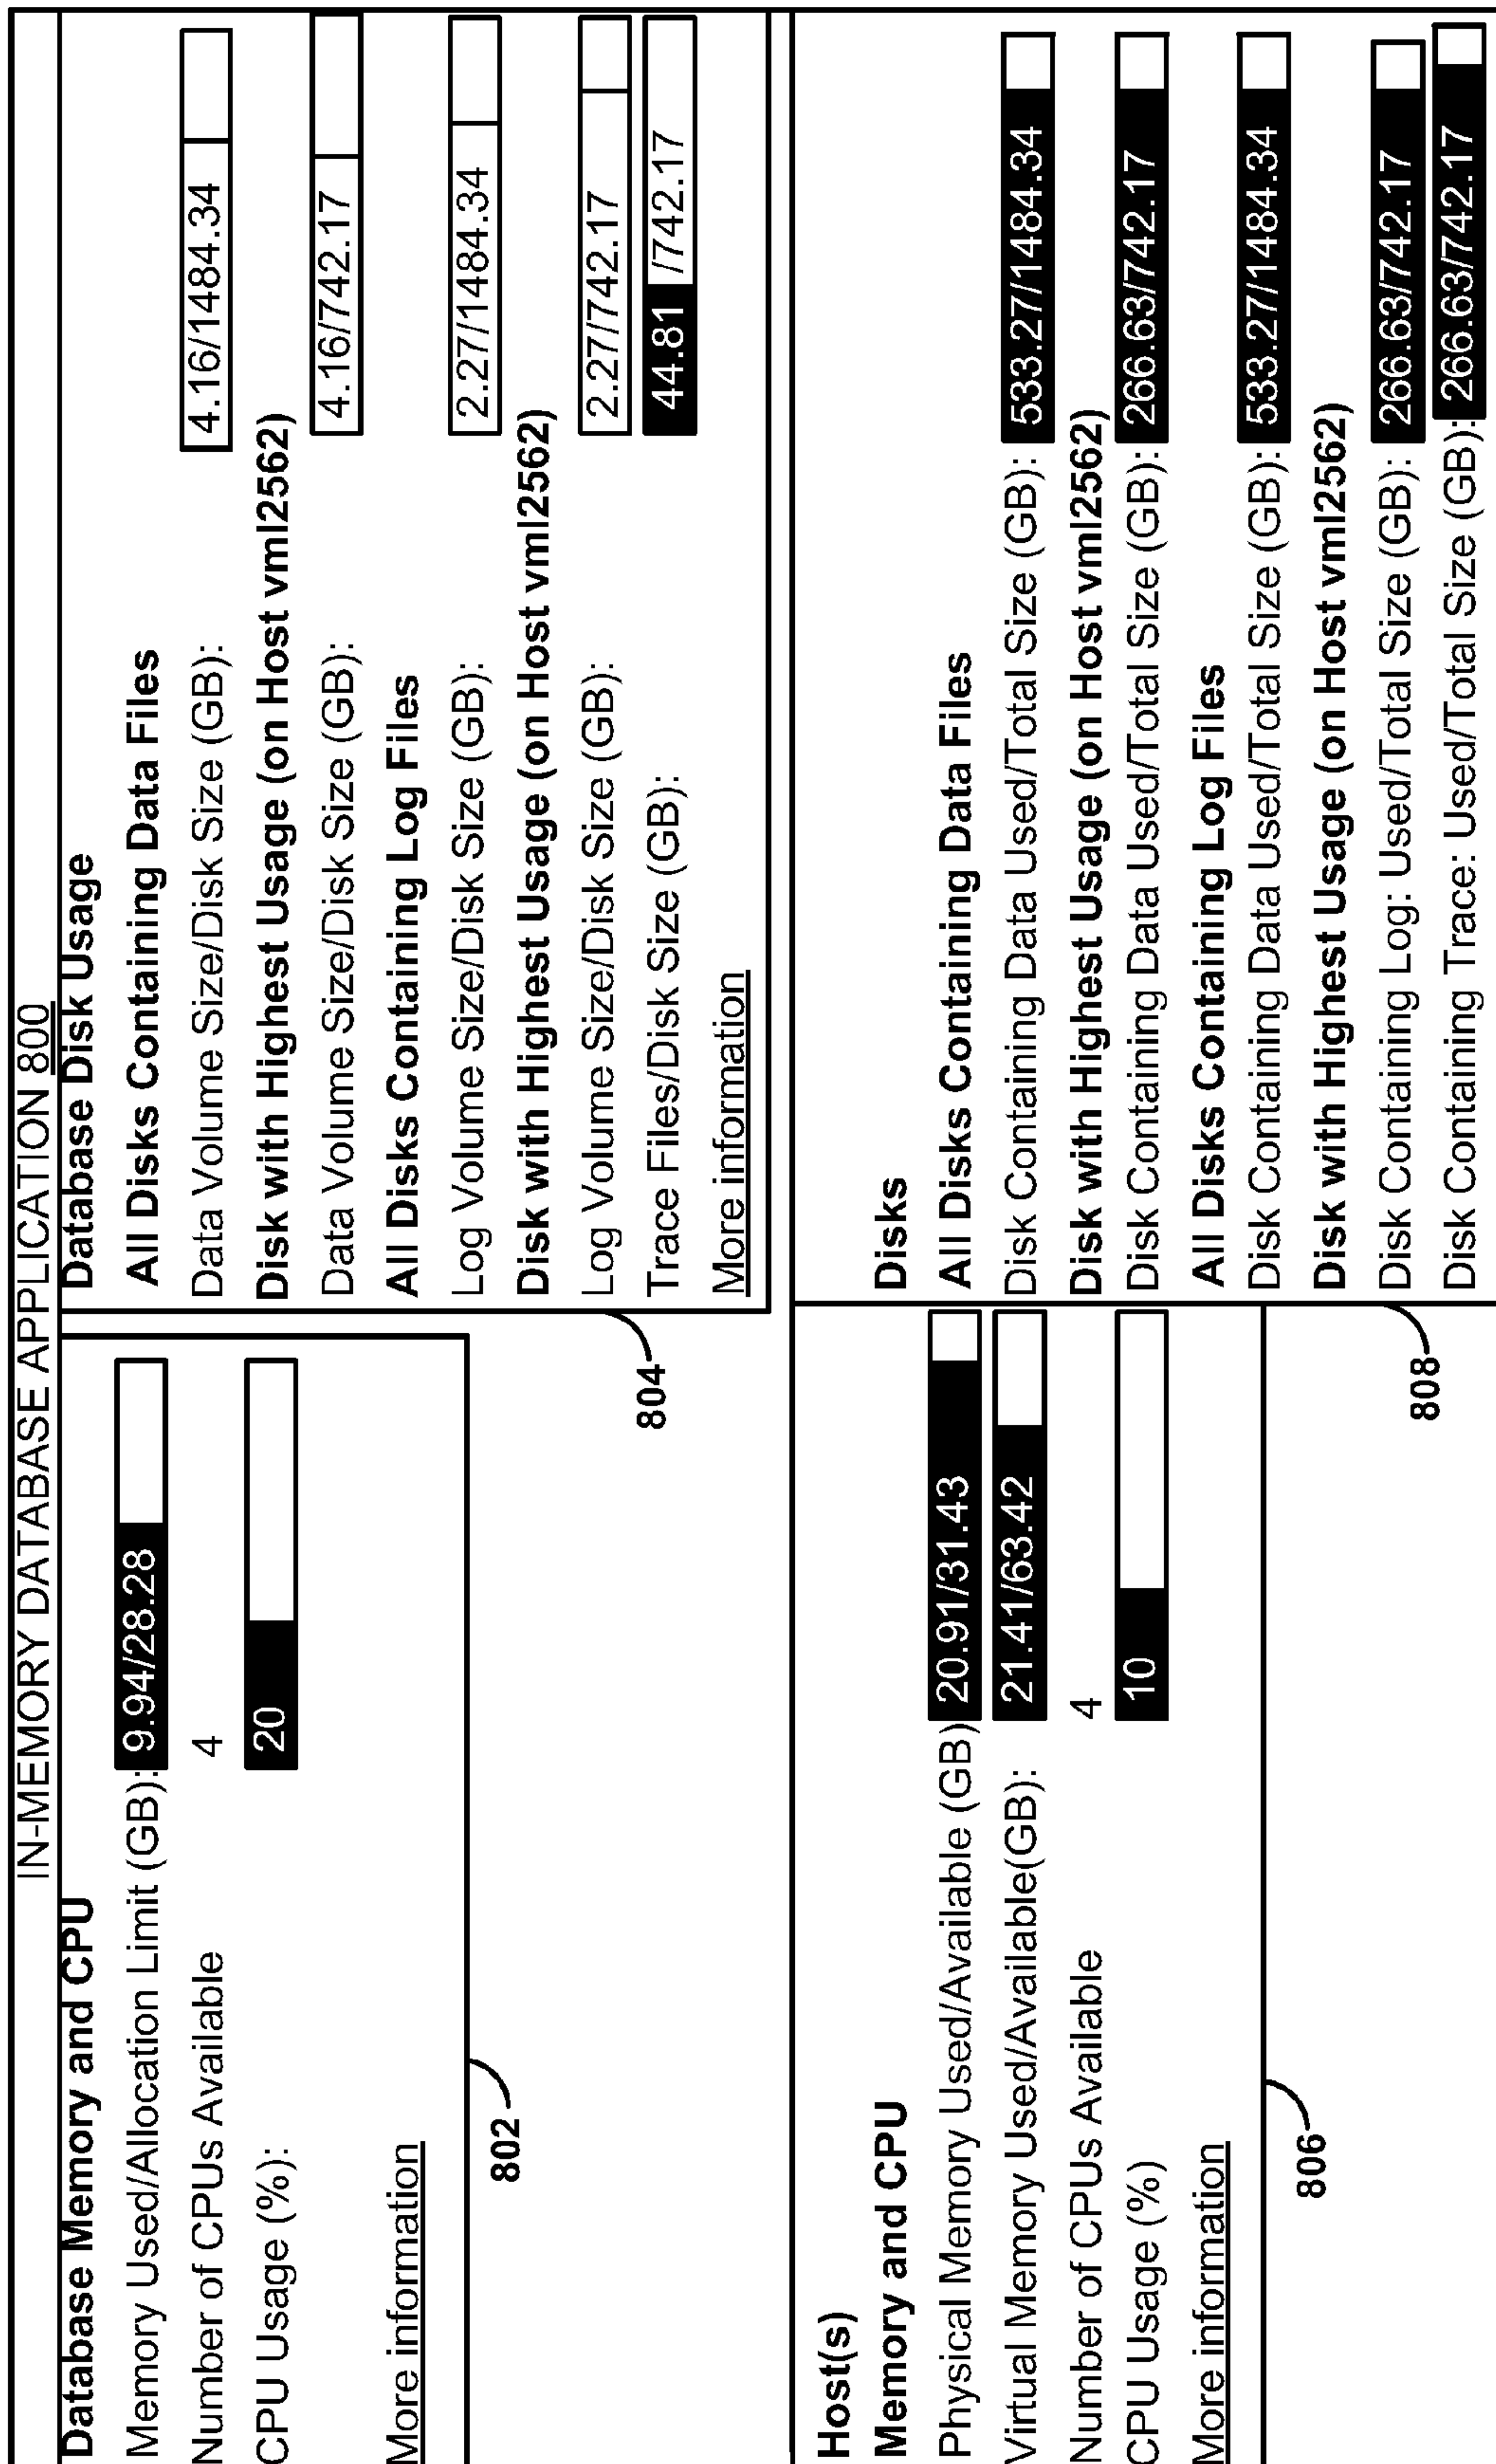 IN-MEMORY DATABASE APPLICATION 800
Database Memory and CPU
Memory Used/Allocation Limit (GB): 9.94/28.28
Number of CPUs Available 4
CPU Usage (%): 20
More information
802
Database Disk Usage
All Disks Containing Data Files
Data Volume Size/Disk Size (GB): 4.16/1484.34
Disk with Highest Usage (on Host vml2562)
Data Volume Size/Disk Size (GB): 4.16/742.17
All Disks Containing Log Files
Log Volume Size/Disk Size (GB): 2.27/1484.34
Disk with Highest Usage (on Host vml2562)
Log Volume Size/Disk Size (GB): 2.27/742.17
Trace Files/Disk Size (GB): 44.81 /742.17
More information
804
Host(s)
Memory and CPU
Physical Memory Used/Available (GB) 20.91/31.43
Virtual Memory Used/Available(GB): 21.41/63.42
Number of CPUs Available 4
CPU Usage (%) 10
More information
806
Disks
All Disks Containing Data Files
Disk Containing Data Used/Total Size (GB): 533.27/1484.34
Disk with Highest Usage (on Host vml2562)
Disk Containing Data Used/Total Size (GB): 266.63/742.17
All Disks Containing Log Files
Disk Containing Data Used/Total Size (GB): 533.27/1484.34
Disk with Highest Usage (on Host vml2562)
Disk Containing Log: Used/Total Size (GB): 266.63/742.17
Disk Containing Trace: Used/Total Size (GB): 266.63/742.17
808